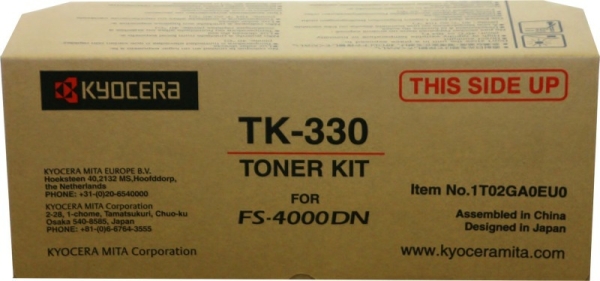 KYOCERA
THIS SIDE UP
TK-330
TONER KIT
FOR
FS-4000DN
KYOCERA MITA EUROPE B.V.
Hoeksteen 40,2132 MS,Hoofddorp,
the Netherlands
PHONE: +31-(0)20-6540000
KYOCERA MITA Corporation
2-28, 1-chome, Tamatsukuri, Chuo-ku
Osaka 540-8585, Japan
PHONE: +81-(0)6-6764-3555
KYOCERA MITA Corporation
Item No.1T02GA0EU0
Assembled in China
Designed in Japan
www.kyoceramita.com